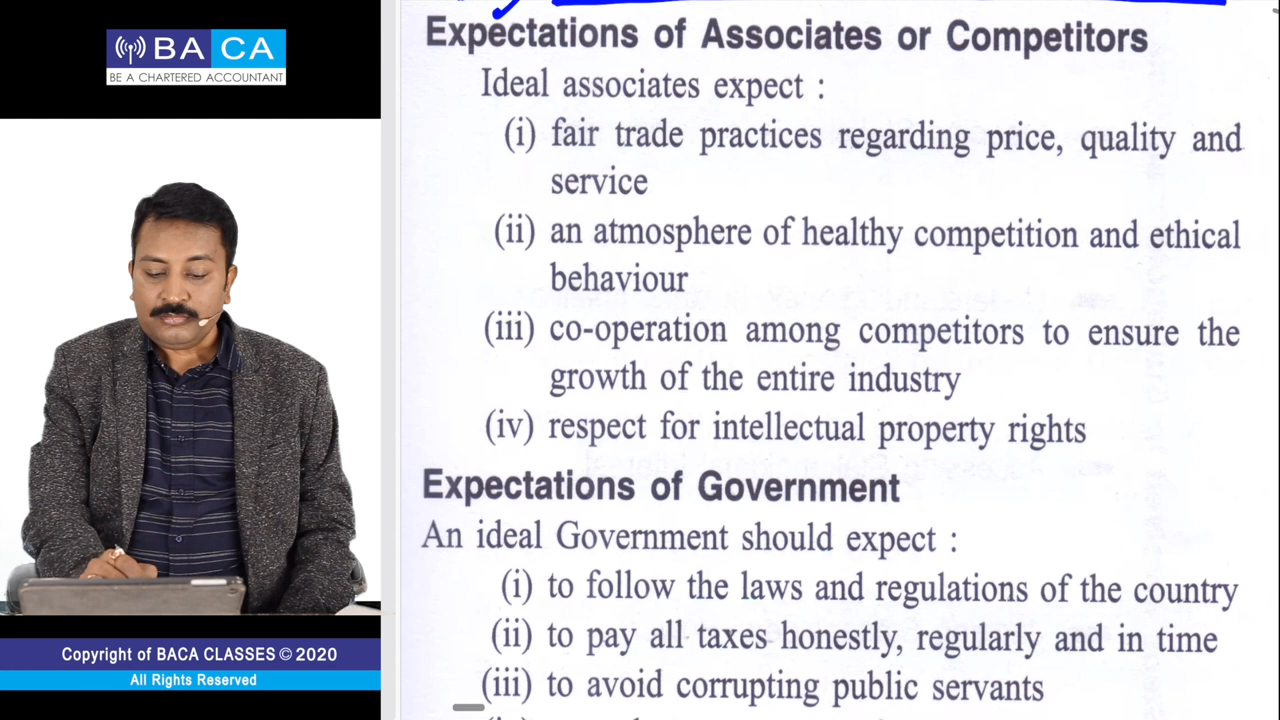 BACA
BE A CHARTERED ACCOUNTANT
Expectations of Associates or Competitors
Ideal associates expect :
(i) fair trade practices regarding price, quality and
service
(ii) an atmosphere of healthy competition and ethical
behaviour
(iii) co-operation among competitors to ensure the
growth of the entire industry
(iv) respect for intellectual property rights
Expectations of Government
An ideal Government should expect :
(i) to follow the laws and regulations of the country
(ii) to pay all taxes honestly, regularly and in time
(iii) to avoid corrupting public servants
Copyright of BACA CLASSES © 2020
All Rights Reserved